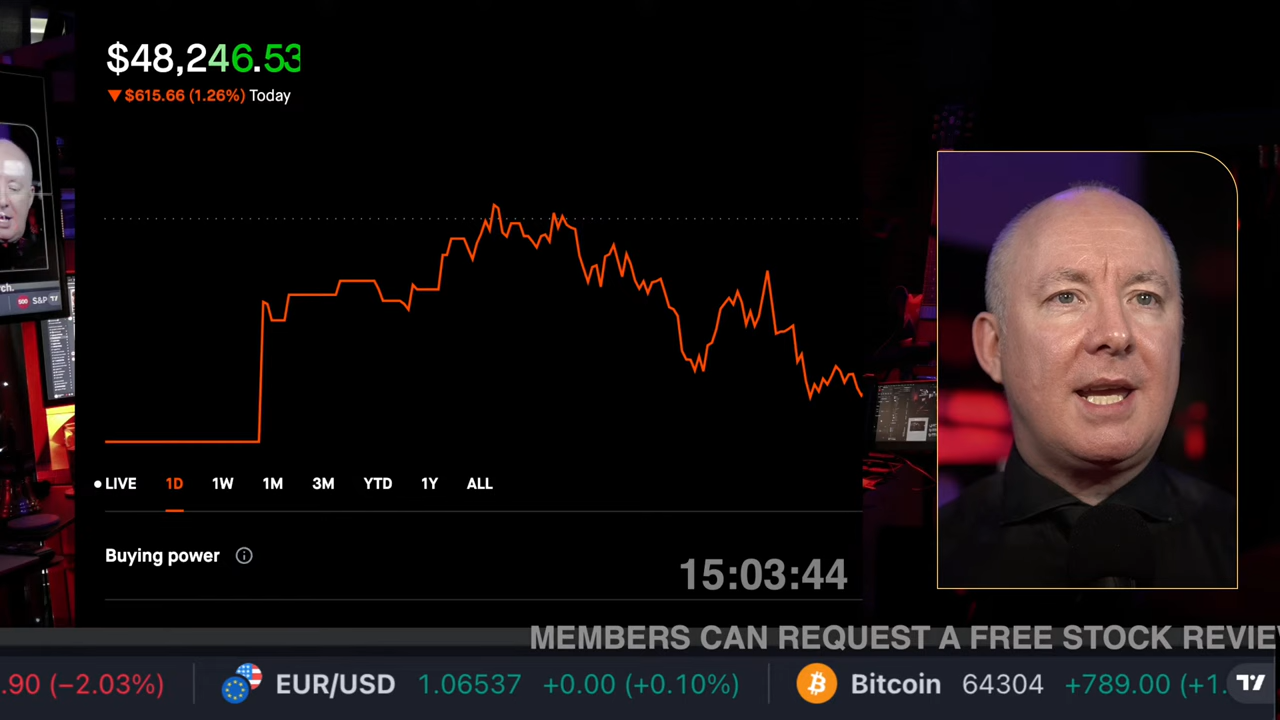 $48,246.53
▼ $615.66 (1.26%) Today
LIVE 1D 1W 1M 3M YTD 1Y ALL
Buying power
15:03:44
rch.
500 S&P
MEMBERS CAN REQUEST A FREE STOCK REVIE
.90 (−2.03%) EUR/USD 1.06537 +0.00 (+0.10%) Bitcoin 64304 +789.00 (+1.